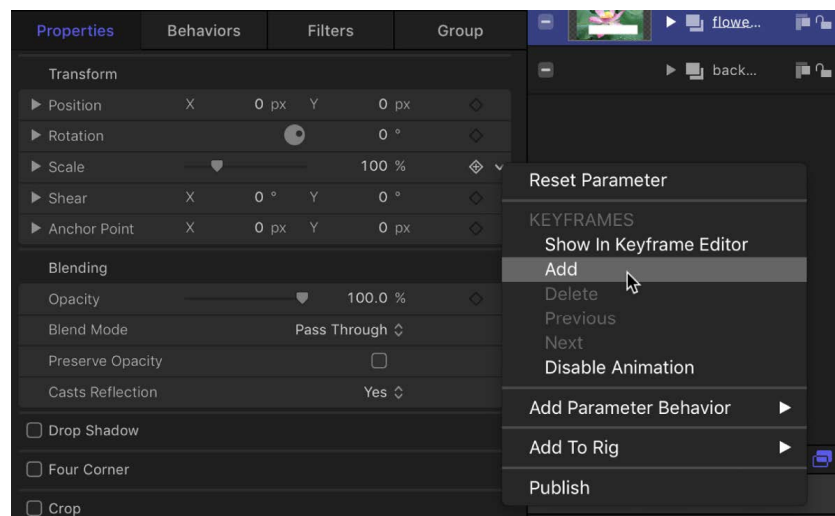 Properties Behaviors Filters Group
flowe...
Transform
back...
Position X 0 px Y 0 px
Rotation 0 °
Scale 100 %
Shear X 0 ° Y 0 °
Anchor Point X 0 px Y 0 px
Blending
Opacity 100.0 %
Blend Mode Pass Through
Preserve Opacity
Casts Reflection Yes
Drop Shadow
Four Corner
Crop
Reset Parameter
KEYFRAMES
Show In Keyframe Editor
Add
Delete
Previous
Next
Disable Animation
Add Parameter Behavior
Add To Rig
Publish